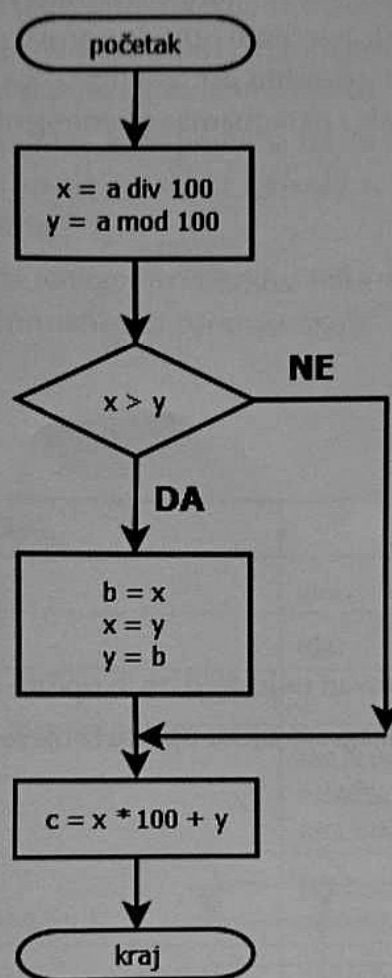 početak
x = a div 100
y = a mod 100
x > y
NE
DA
b = x
x = y
y = b
c = x * 100 + y
kraj